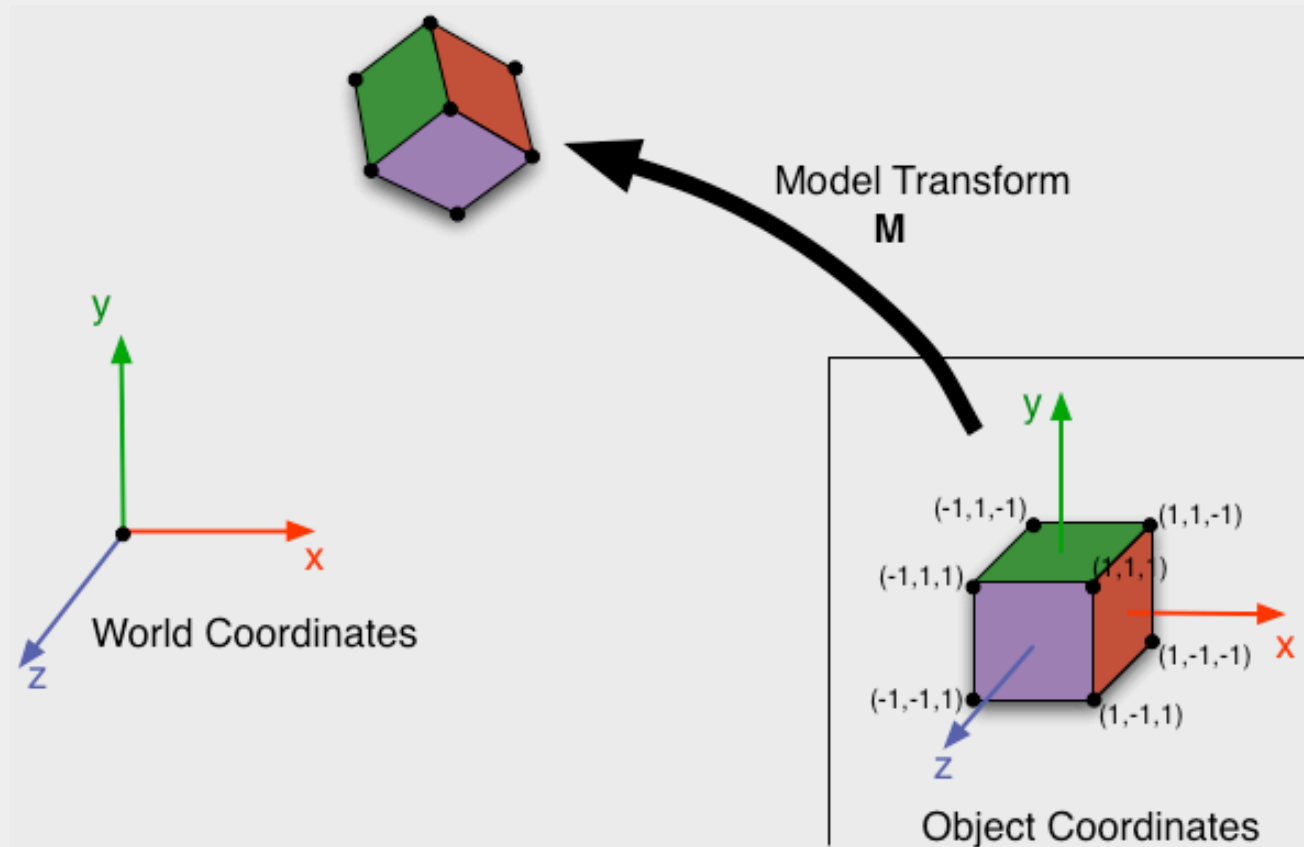 Model Transform
M
y
x
z
World Coordinates
y
(-1,1,-1)
(1,1,-1)
(-1,1,1)
(1,1,1)
x
(1,-1,-1)
(-1,-1,1)
(1,-1,1)
z
Object Coordinates